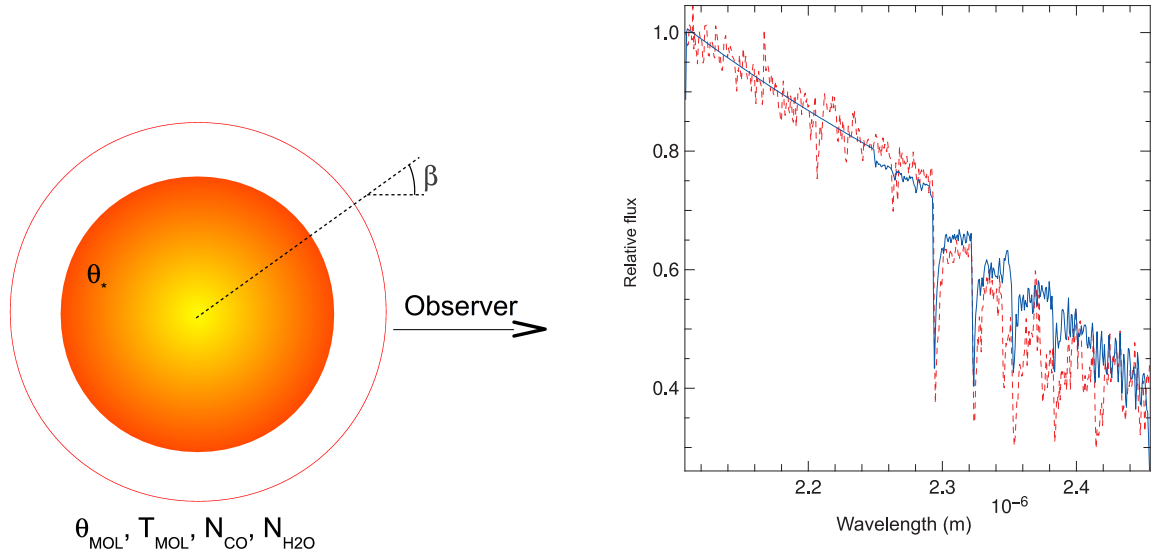 β
θ*
Observer
θMOL, TMOL, NCO, NH2O
1.0
0.8
0.6
0.4
Relative flux
2.2
2.3
2.4
10⁻⁶
Wavelength (m)